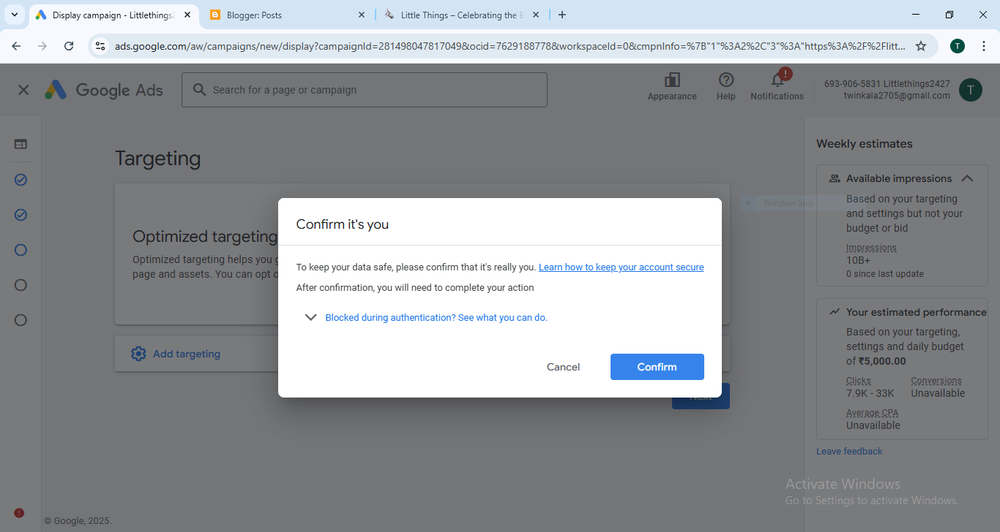 Display campaign - Littlethings2
Blogger: Posts
Little Things – Celebrating the B
ads.google.com/aw/campaigns/new/display?campaignId=281498047817049&ocid=7629188778&workspaceId=0&cmpnInfo=%7B"1"%3A2%2C"3"%3A"https%3A%2F%2Flitt...
T
Google Ads
Search for a page or campaign
Appearance
Help
Notifications
693-906-5831 Littlethings2427
twinkala2705@gmail.com
T
Targeting
Optimized targeting
Optimized targeting helps you g
page and assets. You can opt o
Add targeting
Confirm it's you
To keep your data safe, please confirm that it's really you. Learn how to keep your account secure
After confirmation, you will need to complete your action
Blocked during authentication? See what you can do.
Cancel
Confirm
Next
Window Snip
Weekly estimates
Available impressions
Based on your targeting
and settings but not your
budget or bid
Impressions
10B+
0 since last update
Your estimated performance
Based on your targeting,
settings and daily budget
of ₹5,000.00
Clicks Conversions
7.9K - 33K Unavailable
Average CPA
Unavailable
Leave feedback
Activate Windows
Go to Settings to activate Windows.
© Google, 2025.